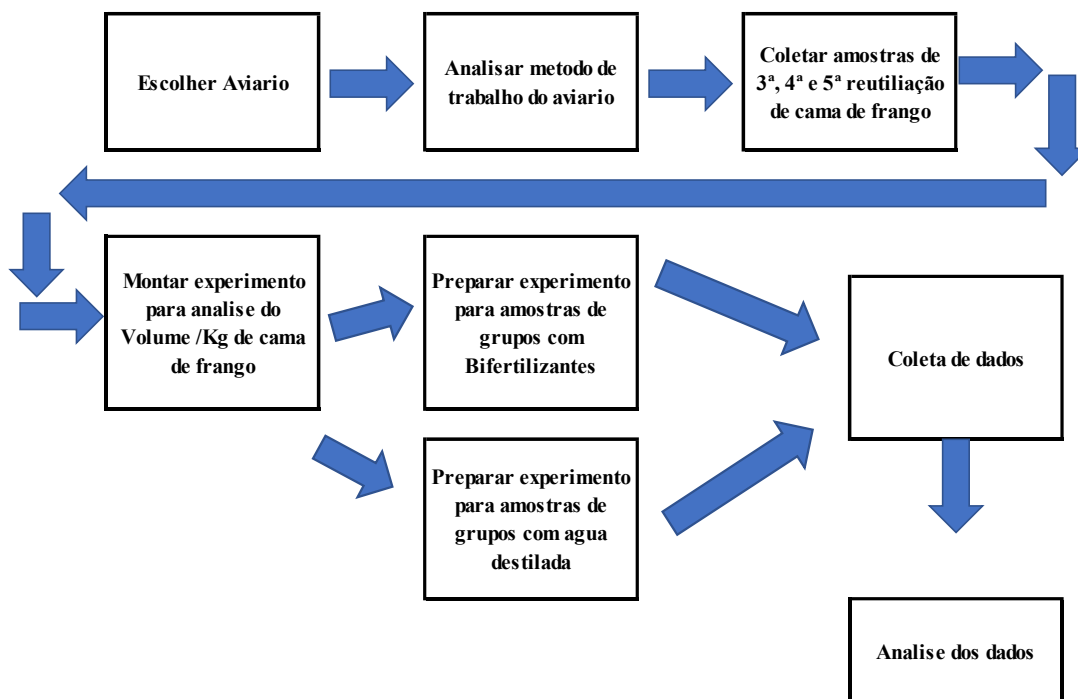 Escolher Aviario
Analisar metodo de
trabalho do aviario
Coletar amostras de
3ª, 4ª e 5ª reutiliação
de cama de frango
Montar experimento
para analise do
Volume /Kg de cama
de frango
Preparar experimento
para amostras de
grupos com
Bifertilizantes
Preparar experimento
para amostras de
grupos com agua
destilada
Coleta de dados
Analise dos dados